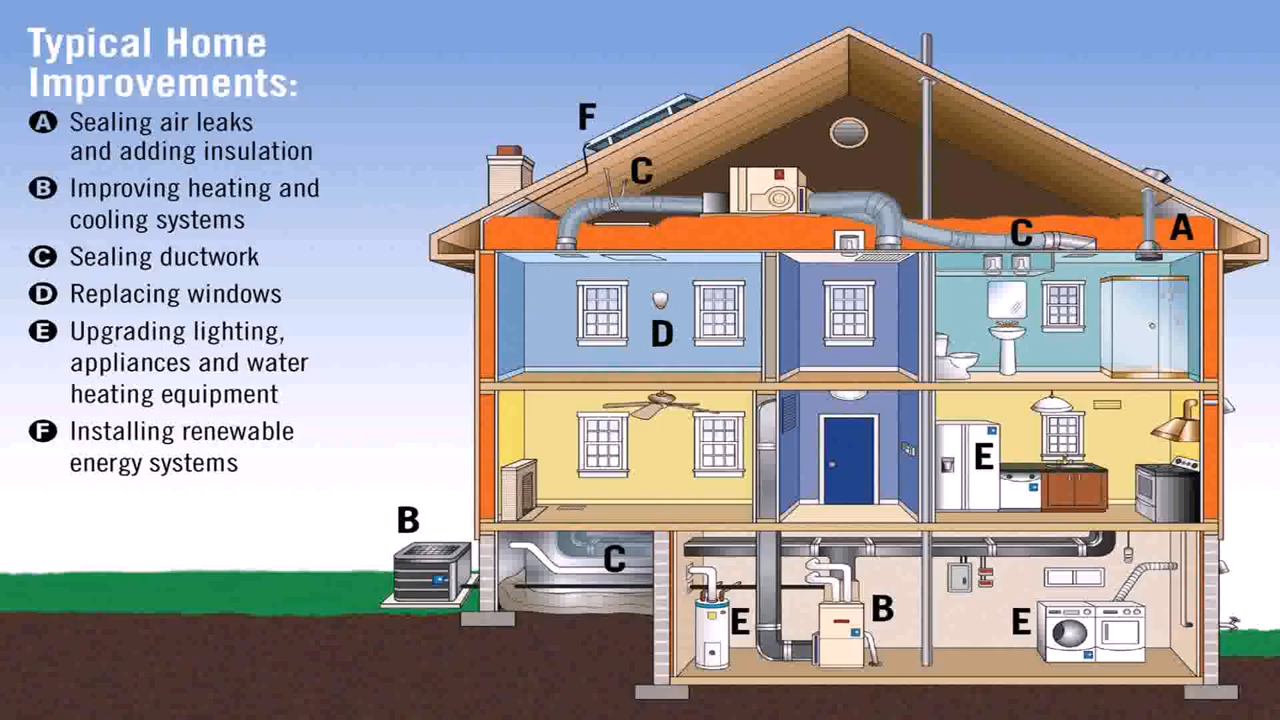 Typical Home
Improvements:
A Sealing air leaks
and adding insulation
B Improving heating and
cooling systems
C Sealing ductwork
D Replacing windows
E Upgrading lighting,
appliances and water
heating equipment
F Installing renewable
energy systems
F
C
A
C
D
E
B
C
E
B
E